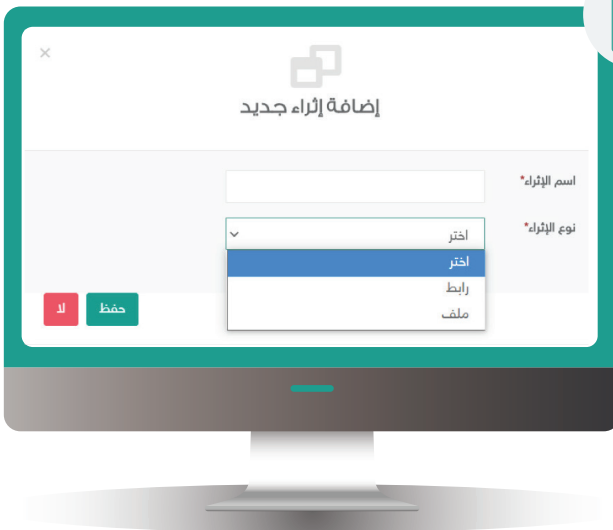 ×
إضافة إثراء جديد
اسم الإثراء*
نوع الإثراء*
اختر
اختر
رابط
ملف
حفظ
لا